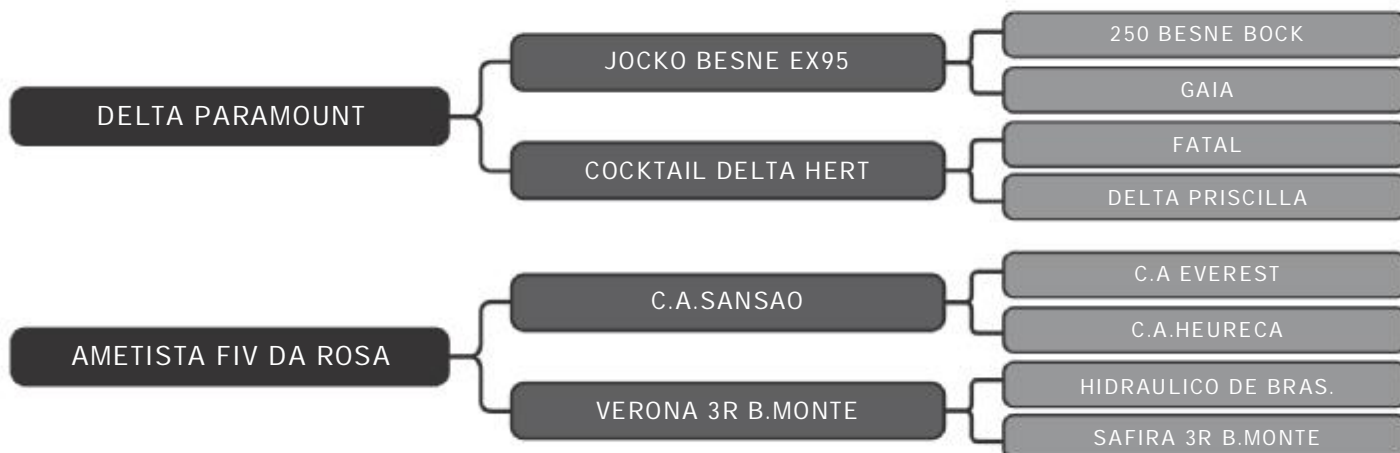 DELTA PARAMOUNT
JOCKO BESNE EX95
250 BESNE BOCK
GAIA
COCKTAIL DELTA HERT
FATAL
DELTA PRISCILLA
AMETISTA FIV DA ROSA
C.A.SANSAO
C.A EVEREST
C.A.HEURECA
VERONA 3R B.MONTE
HIDRAULICO DE BRAS.
SAFIRA 3R B.MONTE